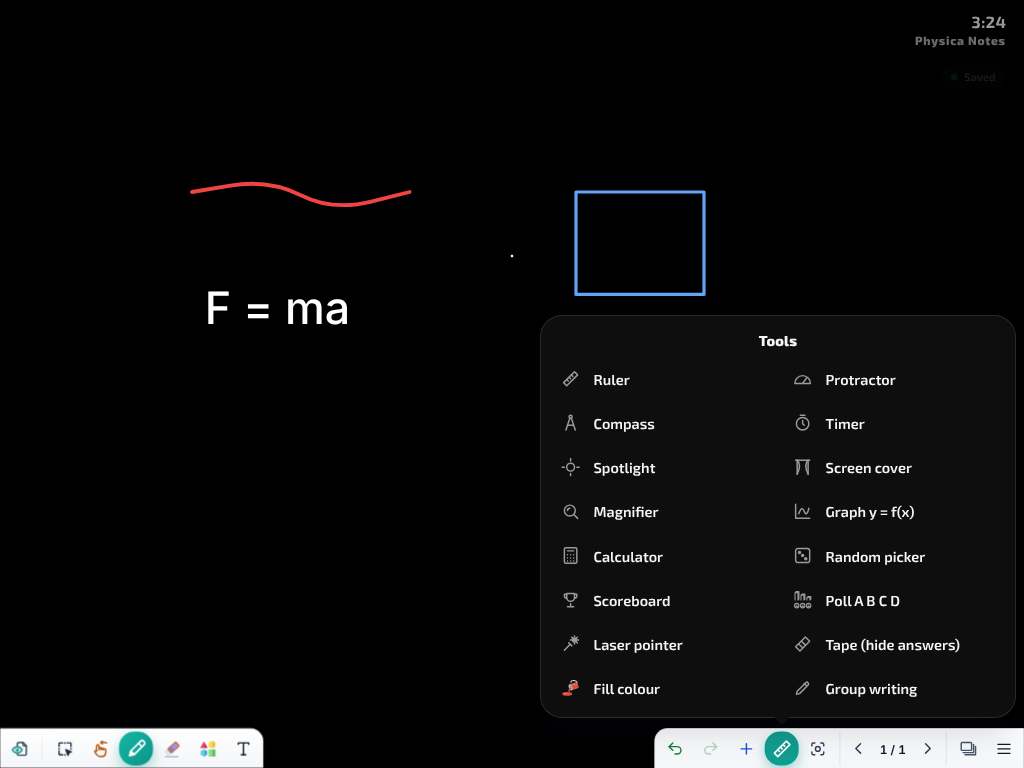 3:24
Physica Notes
Saved
F = ma
Tools
Ruler
Protractor
Compass
Timer
Spotlight
Screen cover
Magnifier
Graph y = f(x)
Calculator
Random picker
Scoreboard
Poll A B C D
Laser pointer
Tape (hide answers)
Fill colour
Group writing
T
1 / 1